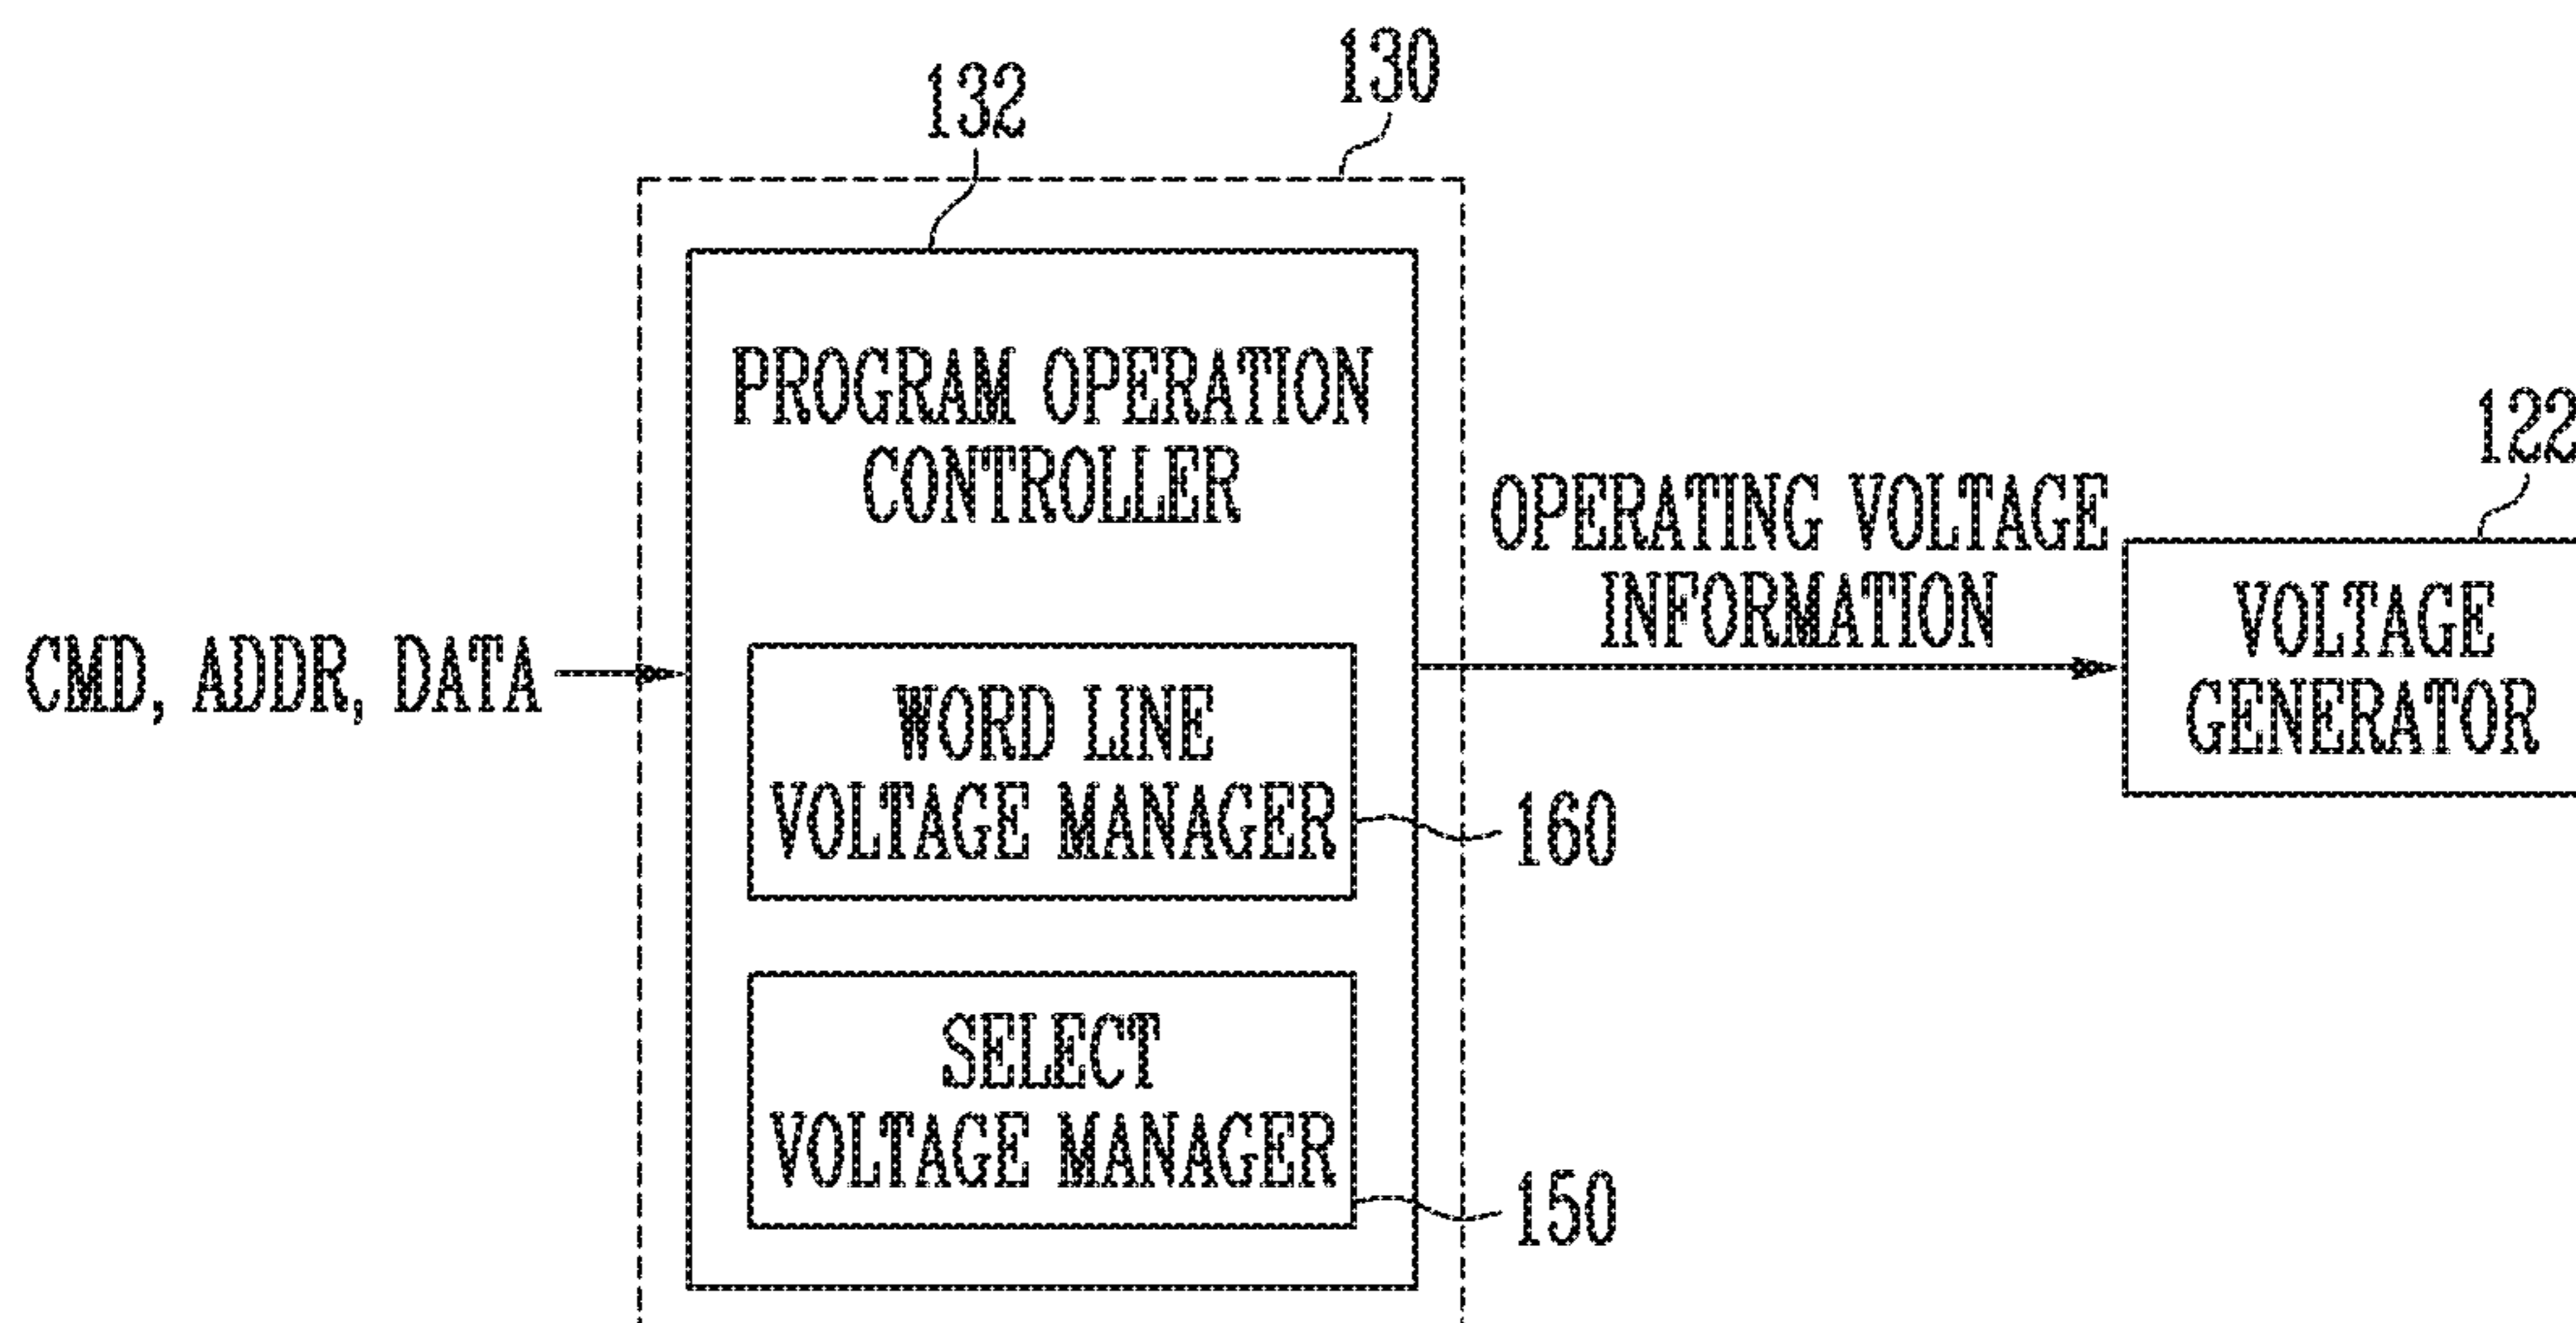 130
132
PROGRAM OPERATION
CONTROLLER
122
OPERATING VOLTAGE
INFORMATION
VOLTAGE
GENERATOR
CMD, ADDR, DATA
WORD LINE
VOLTAGE MANAGER
160
SELECT
VOLTAGE MANAGER
150